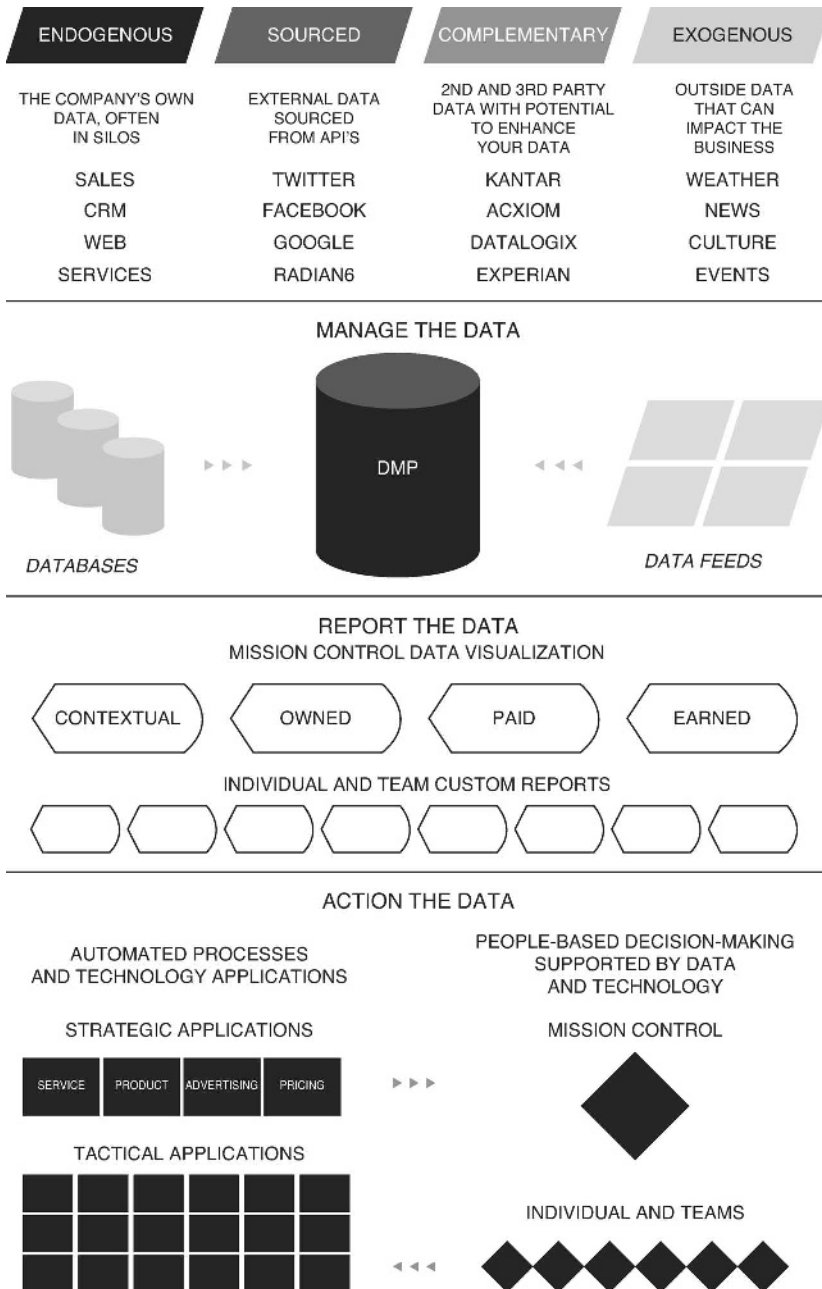 ENDOGENOUS
SOURCED
COMPLEMENTARY
EXOGENOUS
THE COMPANY'S OWN
DATA, OFTEN
IN SILOS
EXTERNAL DATA
SOURCED
FROM API'S
2ND AND 3RD PARTY
DATA WITH POTENTIAL
TO ENHANCE
YOUR DATA
OUTSIDE DATA
THAT CAN
IMPACT THE
BUSINESS
SALES
TWITTER
KANTAR
WEATHER
CRM
FACEBOOK
ACXIOM
NEWS
WEB
GOOGLE
DATALOGIX
CULTURE
SERVICES
RADIAN6
EXPERIAN
EVENTS
MANAGE THE DATA
DMP
DATABASES
DATA FEEDS
REPORT THE DATA
MISSION CONTROL DATA VISUALIZATION
CONTEXTUAL
OWNED
PAID
EARNED
INDIVIDUAL AND TEAM CUSTOM REPORTS
ACTION THE DATA
AUTOMATED PROCESSES
AND TECHNOLOGY APPLICATIONS
PEOPLE-BASED DECISION-MAKING
SUPPORTED BY DATA
AND TECHNOLOGY
STRATEGIC APPLICATIONS
MISSION CONTROL
SERVICE
PRODUCT
ADVERTISING
PRICING
TACTICAL APPLICATIONS
INDIVIDUAL AND TEAMS